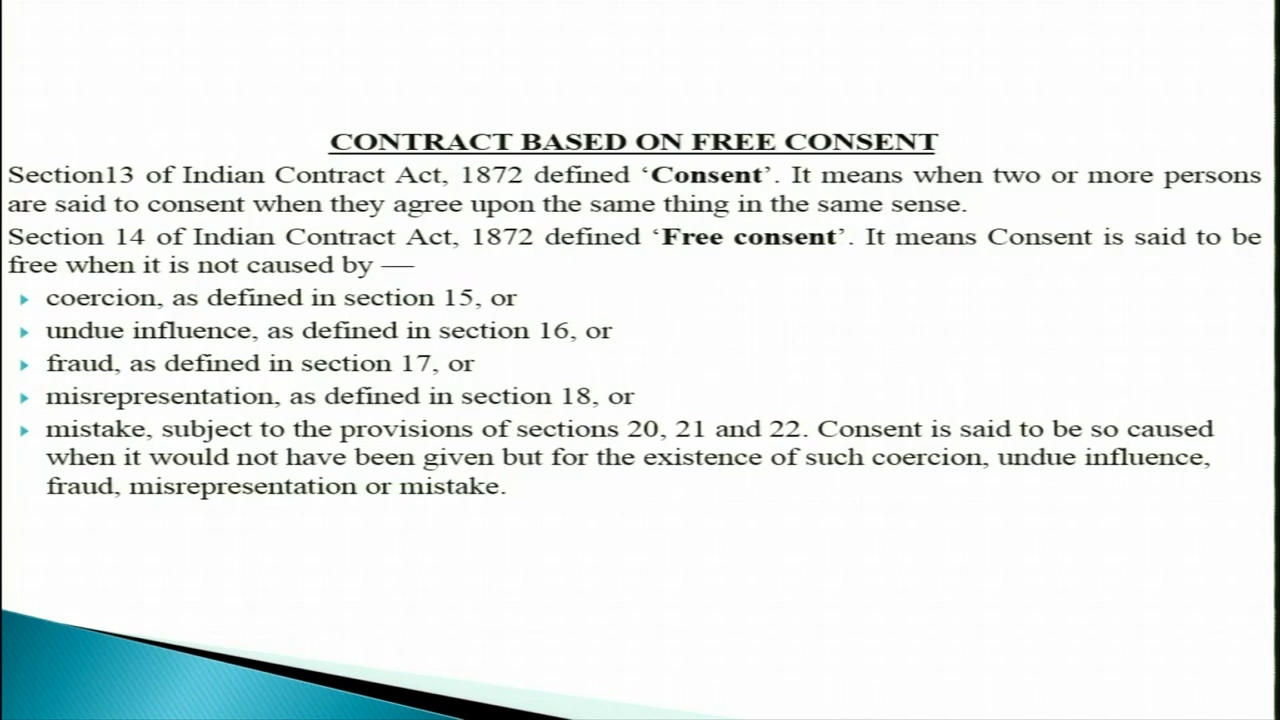 CONTRACT BASED ON FREE CONSENT
Section13 of Indian Contract Act, 1872 defined ‘Consent’. It means when two or more persons
are said to consent when they agree upon the same thing in the same sense.
Section 14 of Indian Contract Act, 1872 defined ‘Free consent’. It means Consent is said to be
free when it is not caused by —
coercion, as defined in section 15, or
undue influence, as defined in section 16, or
fraud, as defined in section 17, or
misrepresentation, as defined in section 18, or
mistake, subject to the provisions of sections 20, 21 and 22. Consent is said to be so caused
when it would not have been given but for the existence of such coercion, undue influence,
fraud, misrepresentation or mistake.